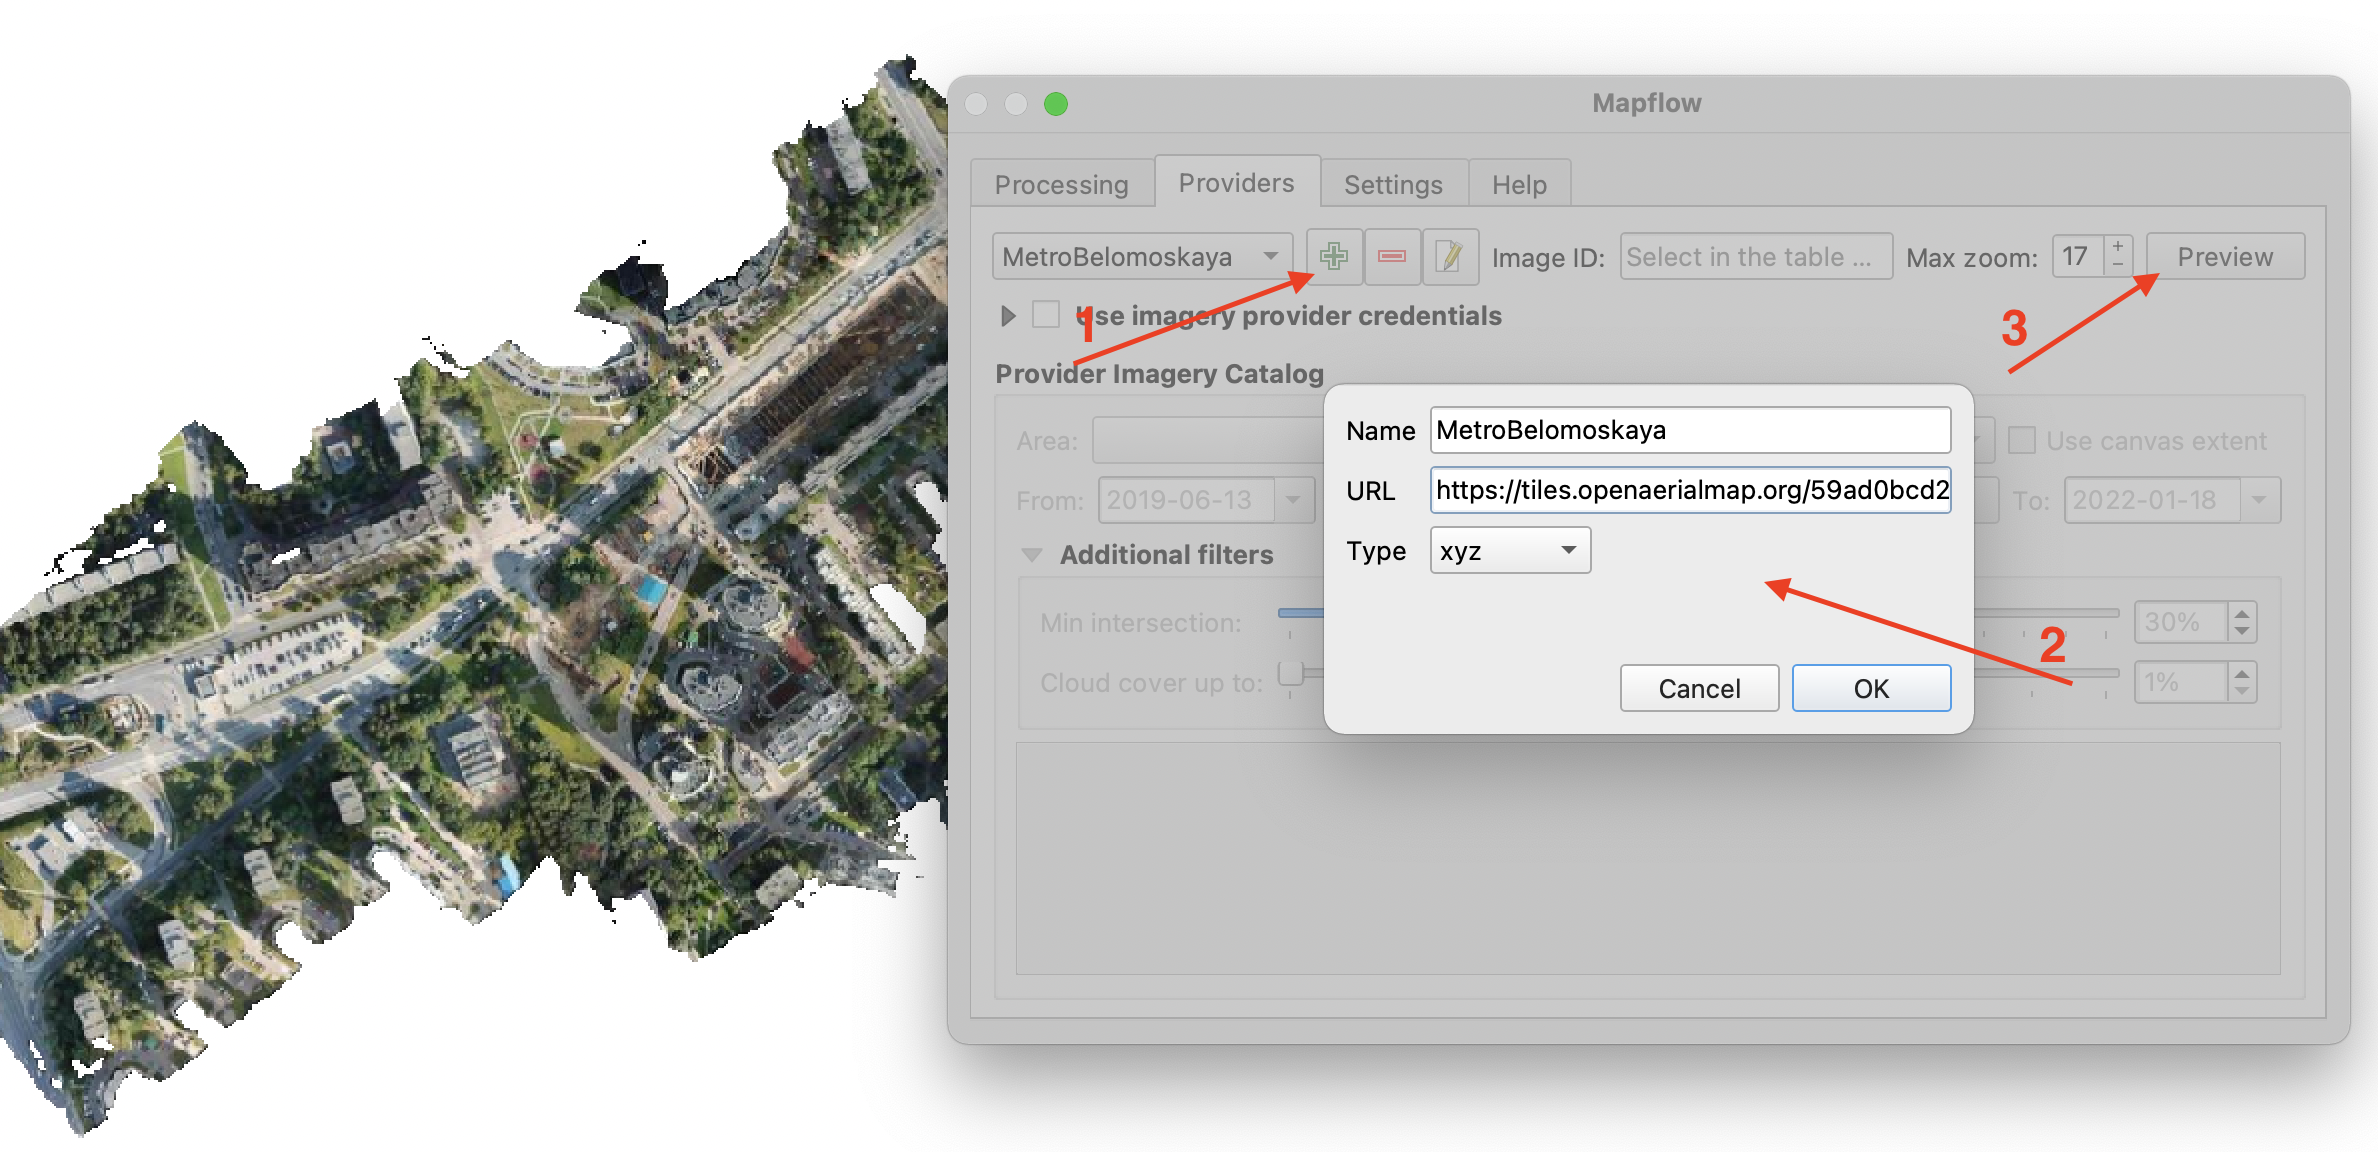 Mapflow
Processing Providers Settings Help
MetroBelomoskaya Image ID: Select in the table ... Max zoom: 17 Preview
1 Use imagery provider credentials 3
Provider Imagery Catalog
Name MetroBelomoskaya
Area: Use canvas extent
URL https://tiles.openaerialmap.org/59ad0bcd2
From: 2019-06-13 To: 2022-01-18
Type xyz
Additional filters
Min intersection: 30%
2
Cloud cover up to: 1%
Cancel OK